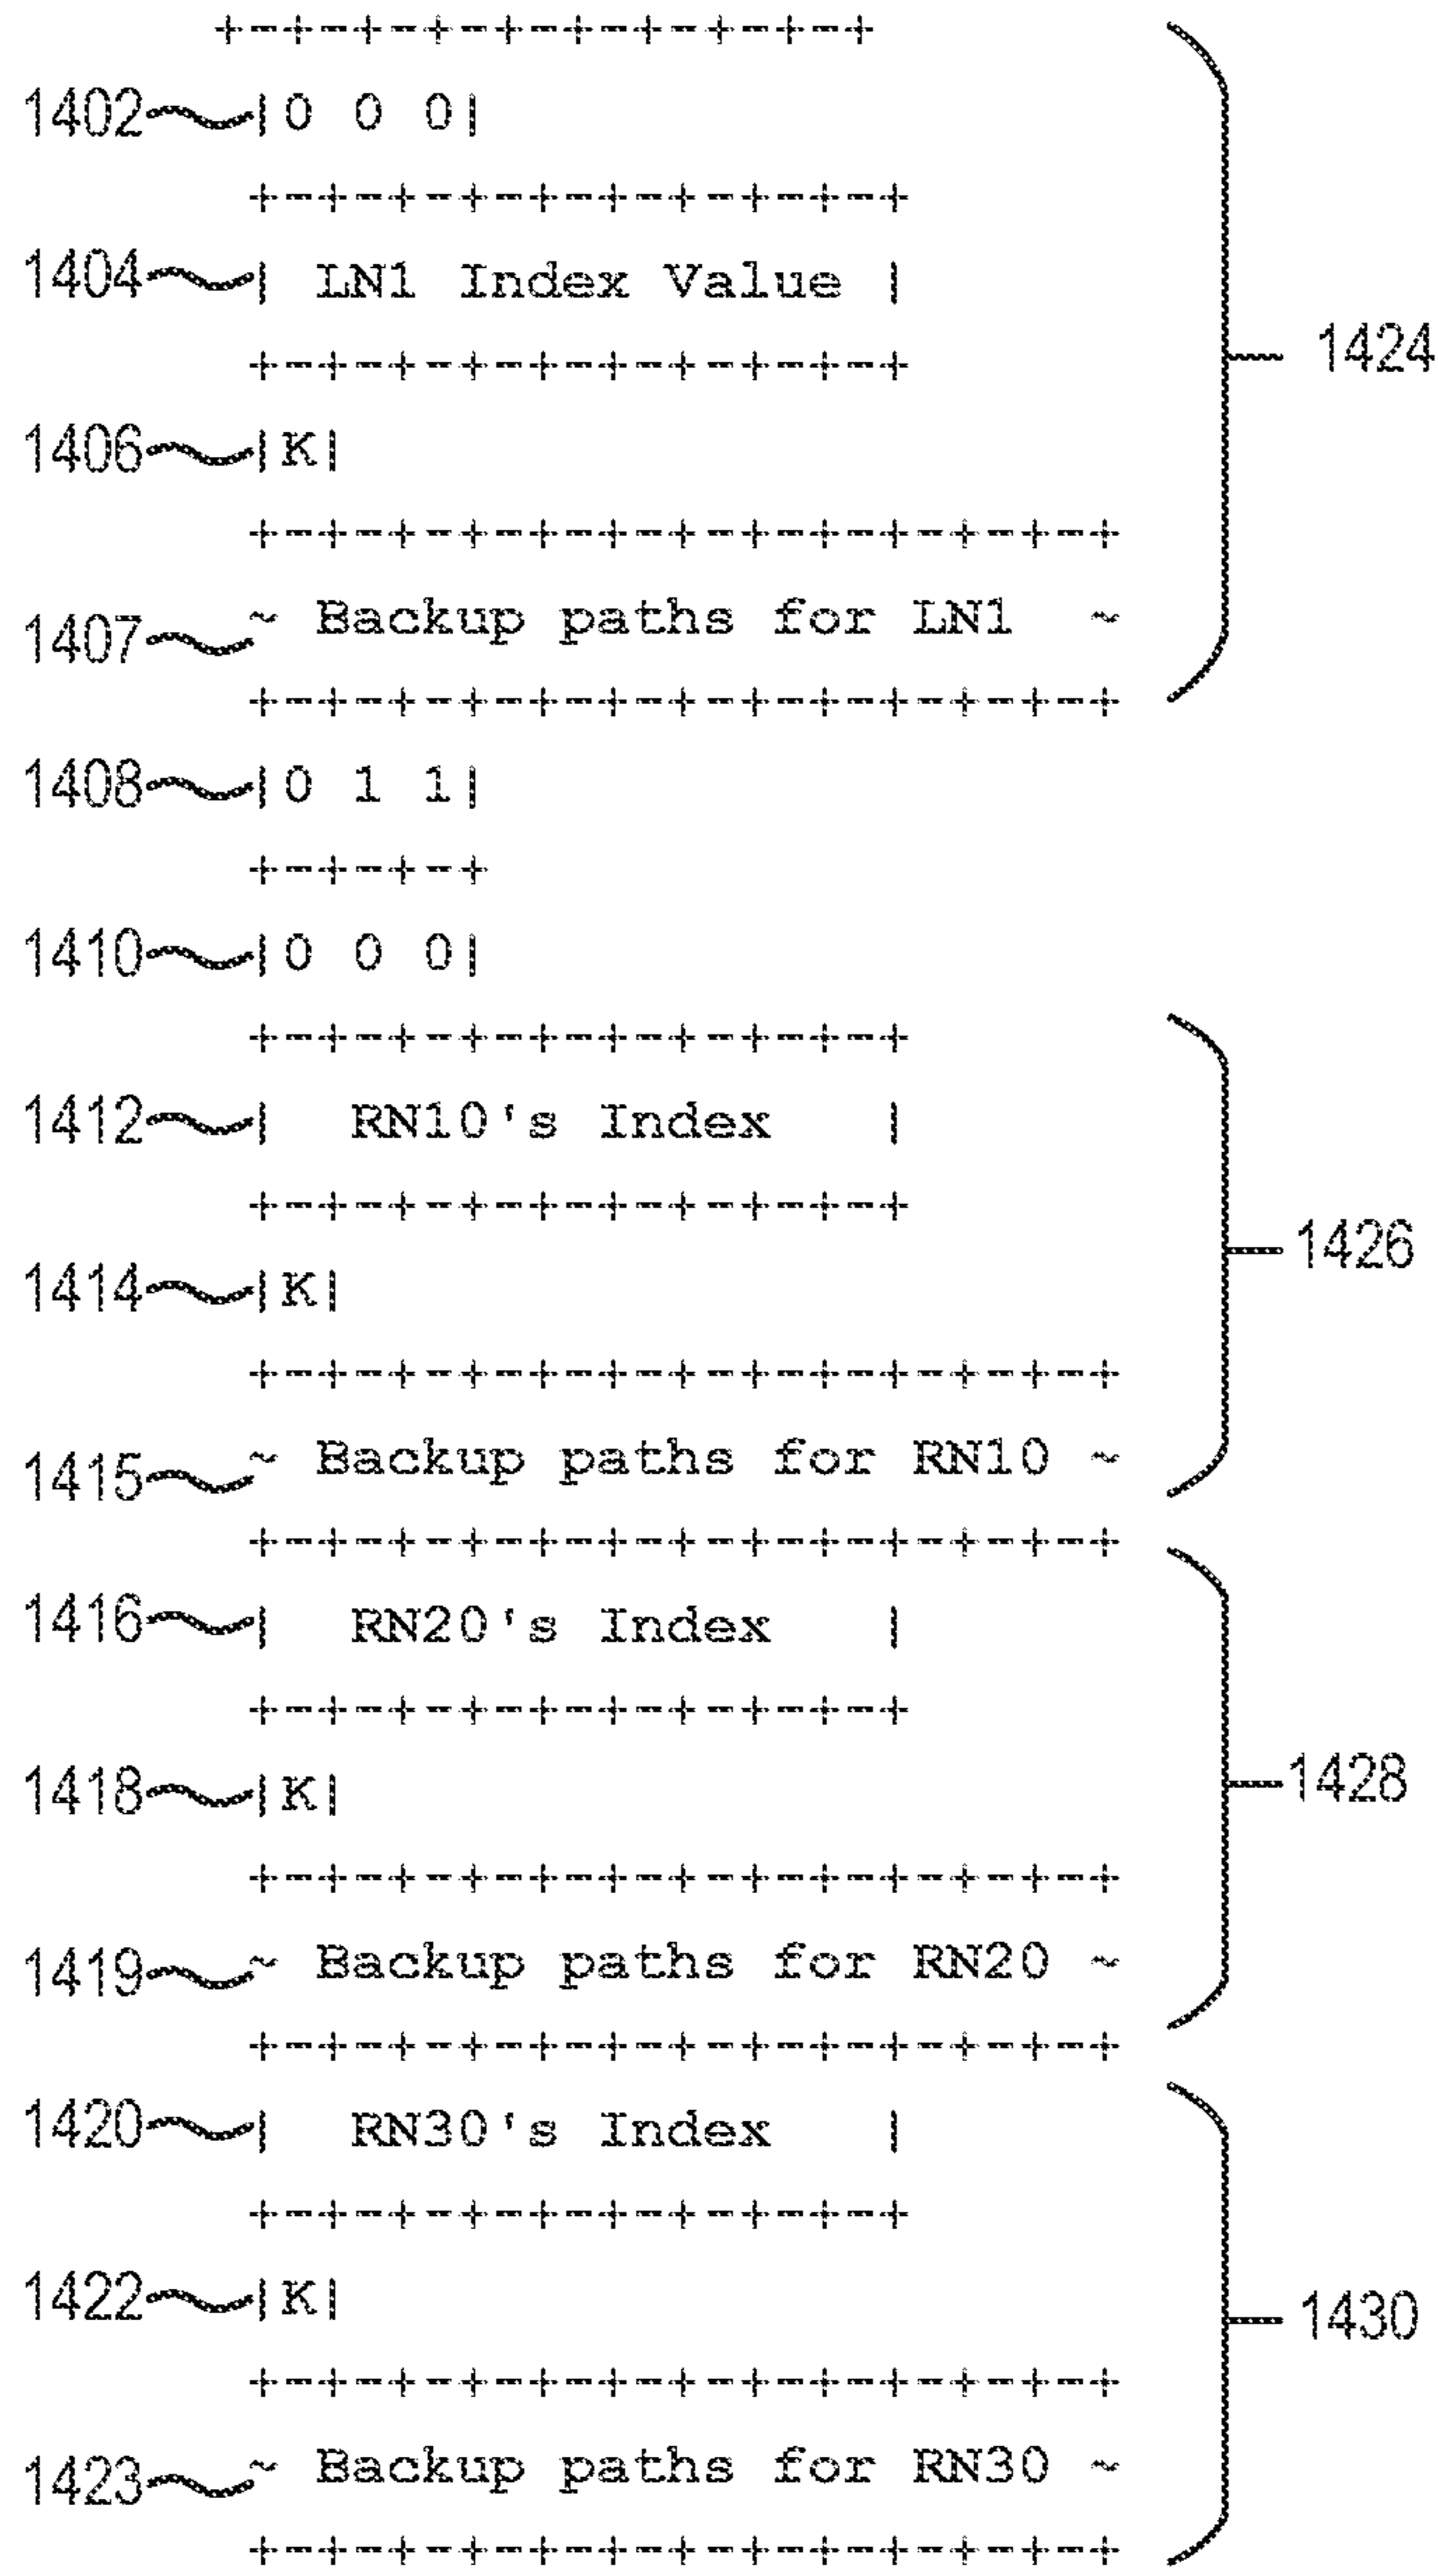 +-+-+-+-+-+-+-+-+-+
1402 |0 0 0|
+-+-+-+-+-+-+-+-+-+
1404 | LN1 Index Value |
1424
+-+-+-+-+-+-+-+-+-+
1406 |K|
+-+-+-+-+-+-+-+-+-+-+-+-+
1407 ~ Backup paths for LN1 ~
+-+-+-+-+-+-+-+-+-+-+-+-+
1408 |0 1 1|
+-+-+-+
1410 |0 0 0|
+-+-+-+-+-+-+-+-+-+
1412 | RN10's Index |
+-+-+-+-+-+-+-+-+-+
1426
1414 |K|
+-+-+-+-+-+-+-+-+-+-+-+-+
1415 ~ Backup paths for RN10 ~
+-+-+-+-+-+-+-+-+-+-+-+-+
1416 | RN20's Index |
+-+-+-+-+-+-+-+-+-+
1418 |K| 1428
+-+-+-+-+-+-+-+-+-+-+-+-+
1419 ~ Backup paths for RN20 ~
+-+-+-+-+-+-+-+-+-+-+-+-+
1420 | RN30's Index |
+-+-+-+-+-+-+-+-+-+
1422 |K| 1430
+-+-+-+-+-+-+-+-+-+-+-+-+
1423 ~ Backup paths for RN30 ~
+-+-+-+-+-+-+-+-+-+-+-+-+